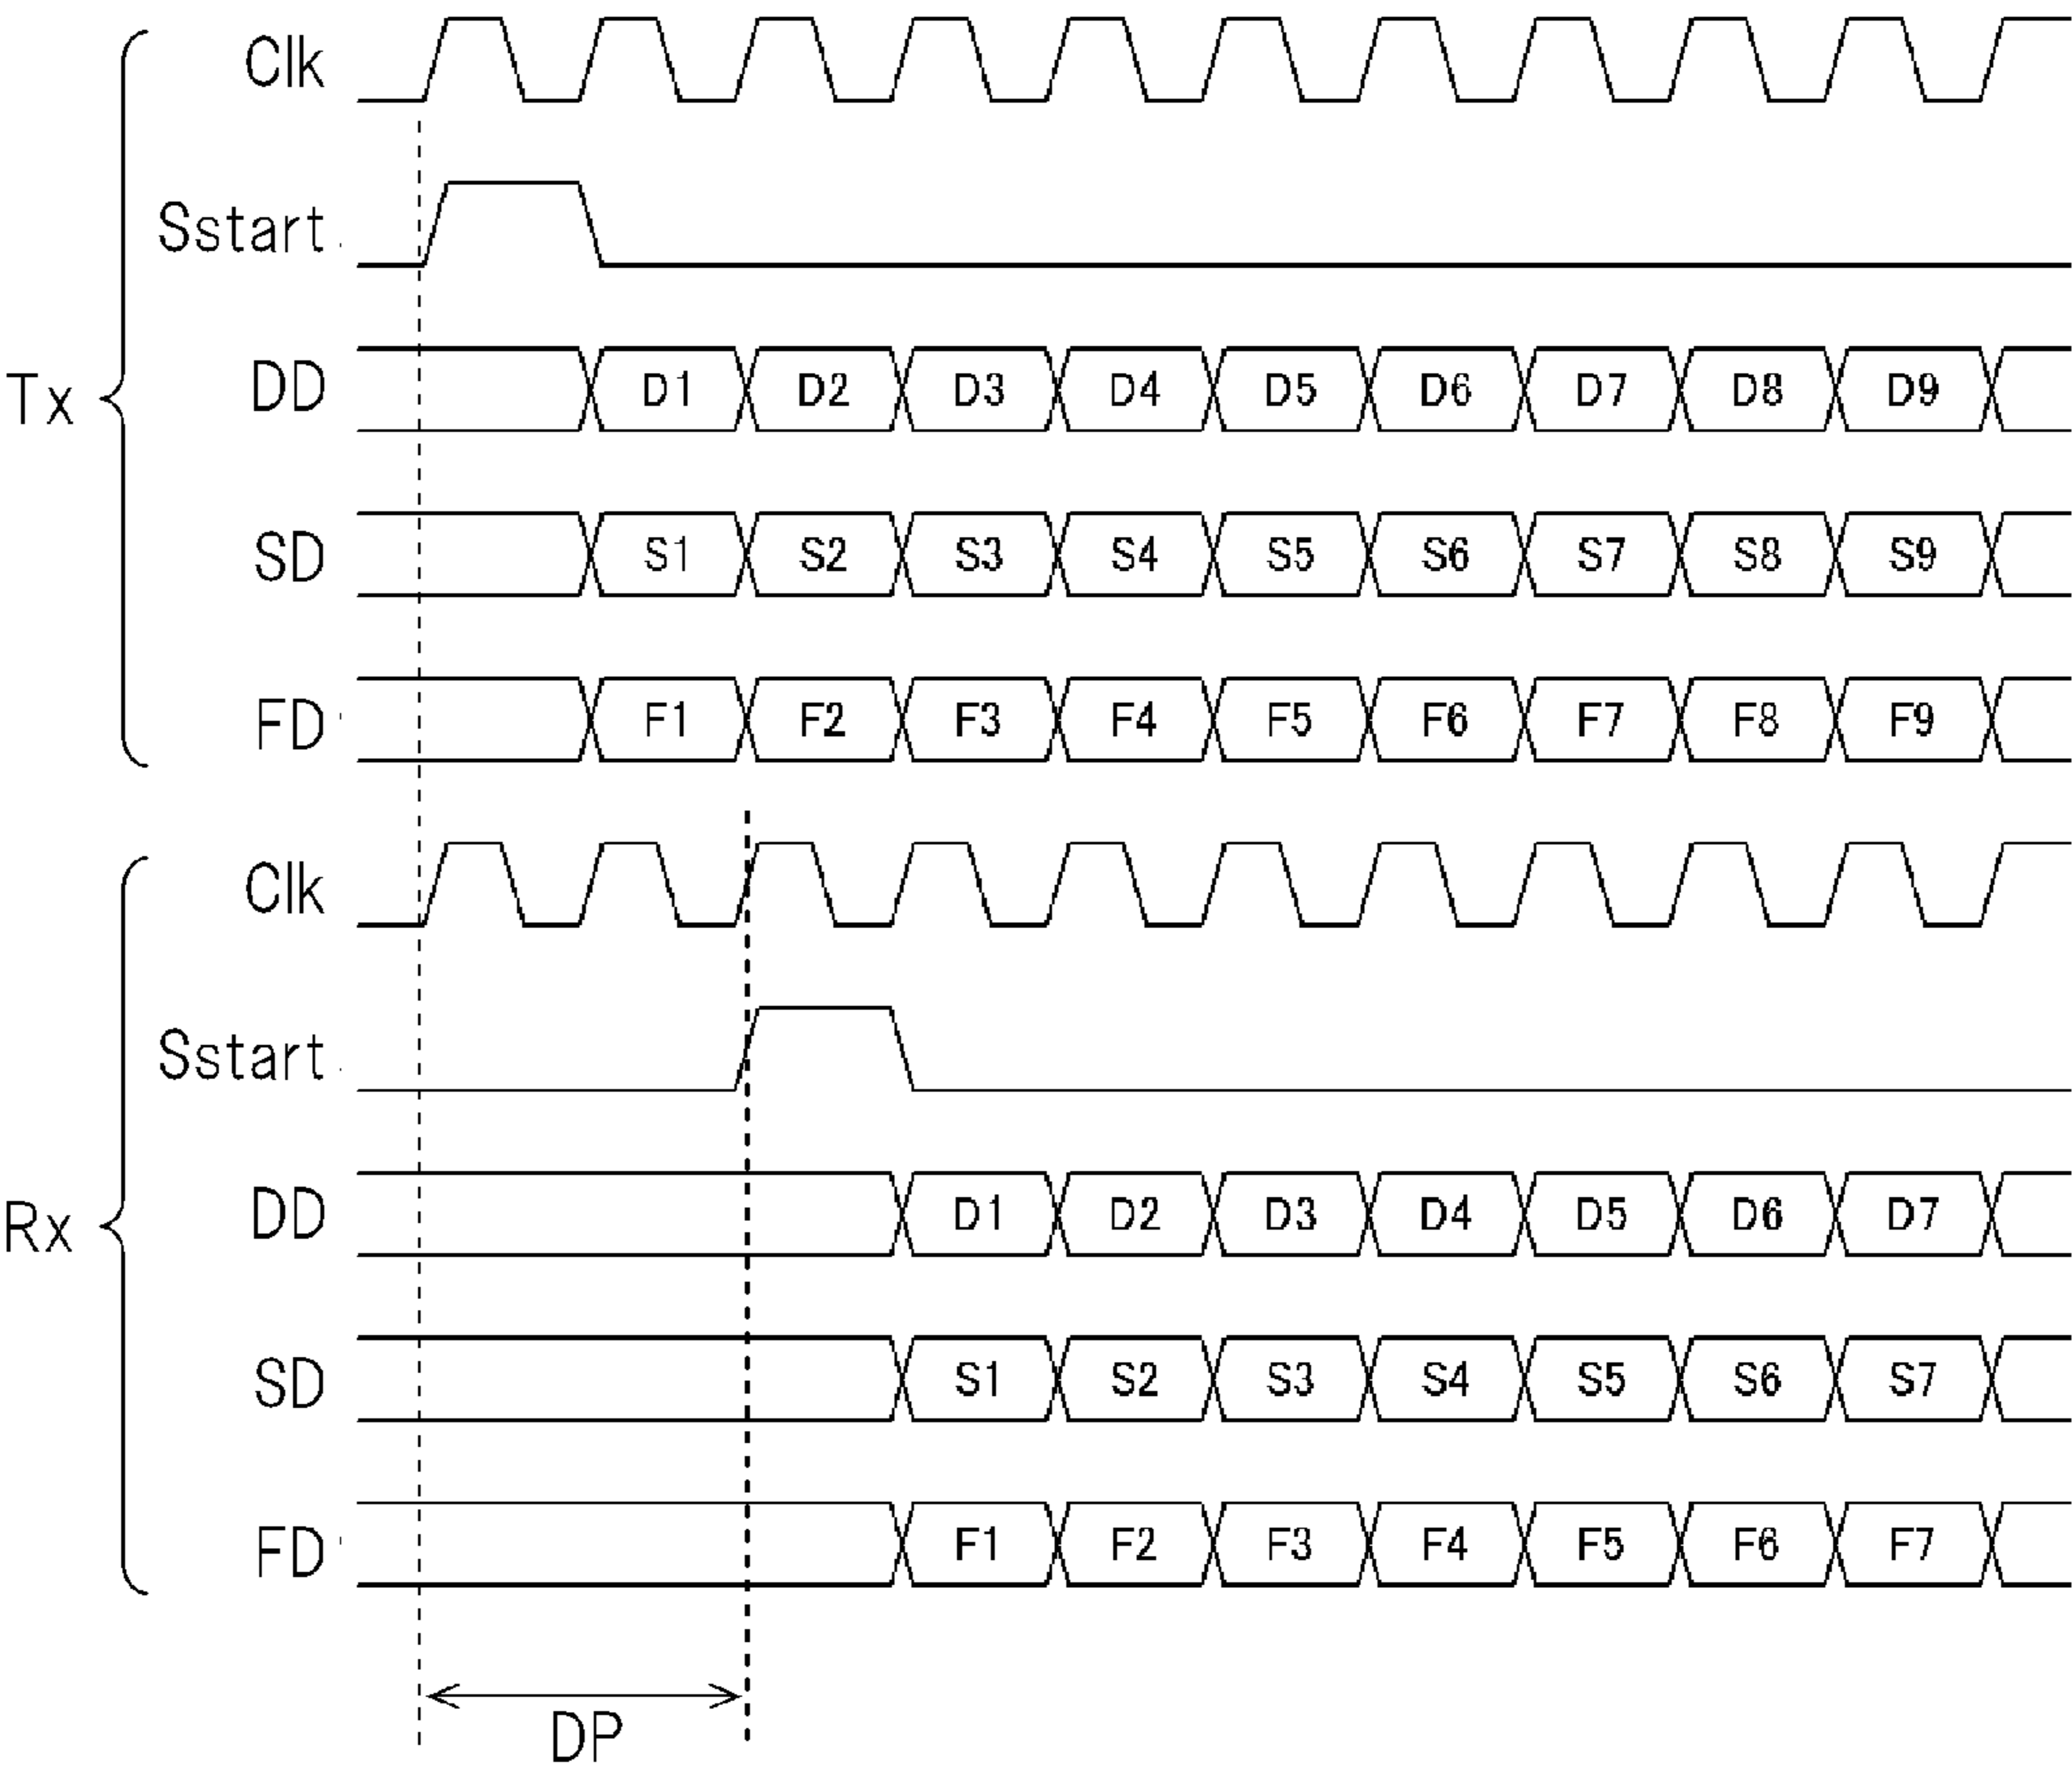 Tx
Clk
Sstart
DD D1 D2 D3 D4 D5 D6 D7 D8 D9
SD S1 S2 S3 S4 S5 S6 S7 S8 S9
FD F1 F2 F3 F4 F5 F6 F7 F8 F9
Rx
Clk
Sstart
DD D1 D2 D3 D4 D5 D6 D7
SD S1 S2 S3 S4 S5 S6 S7
FD F1 F2 F3 F4 F5 F6 F7
DP